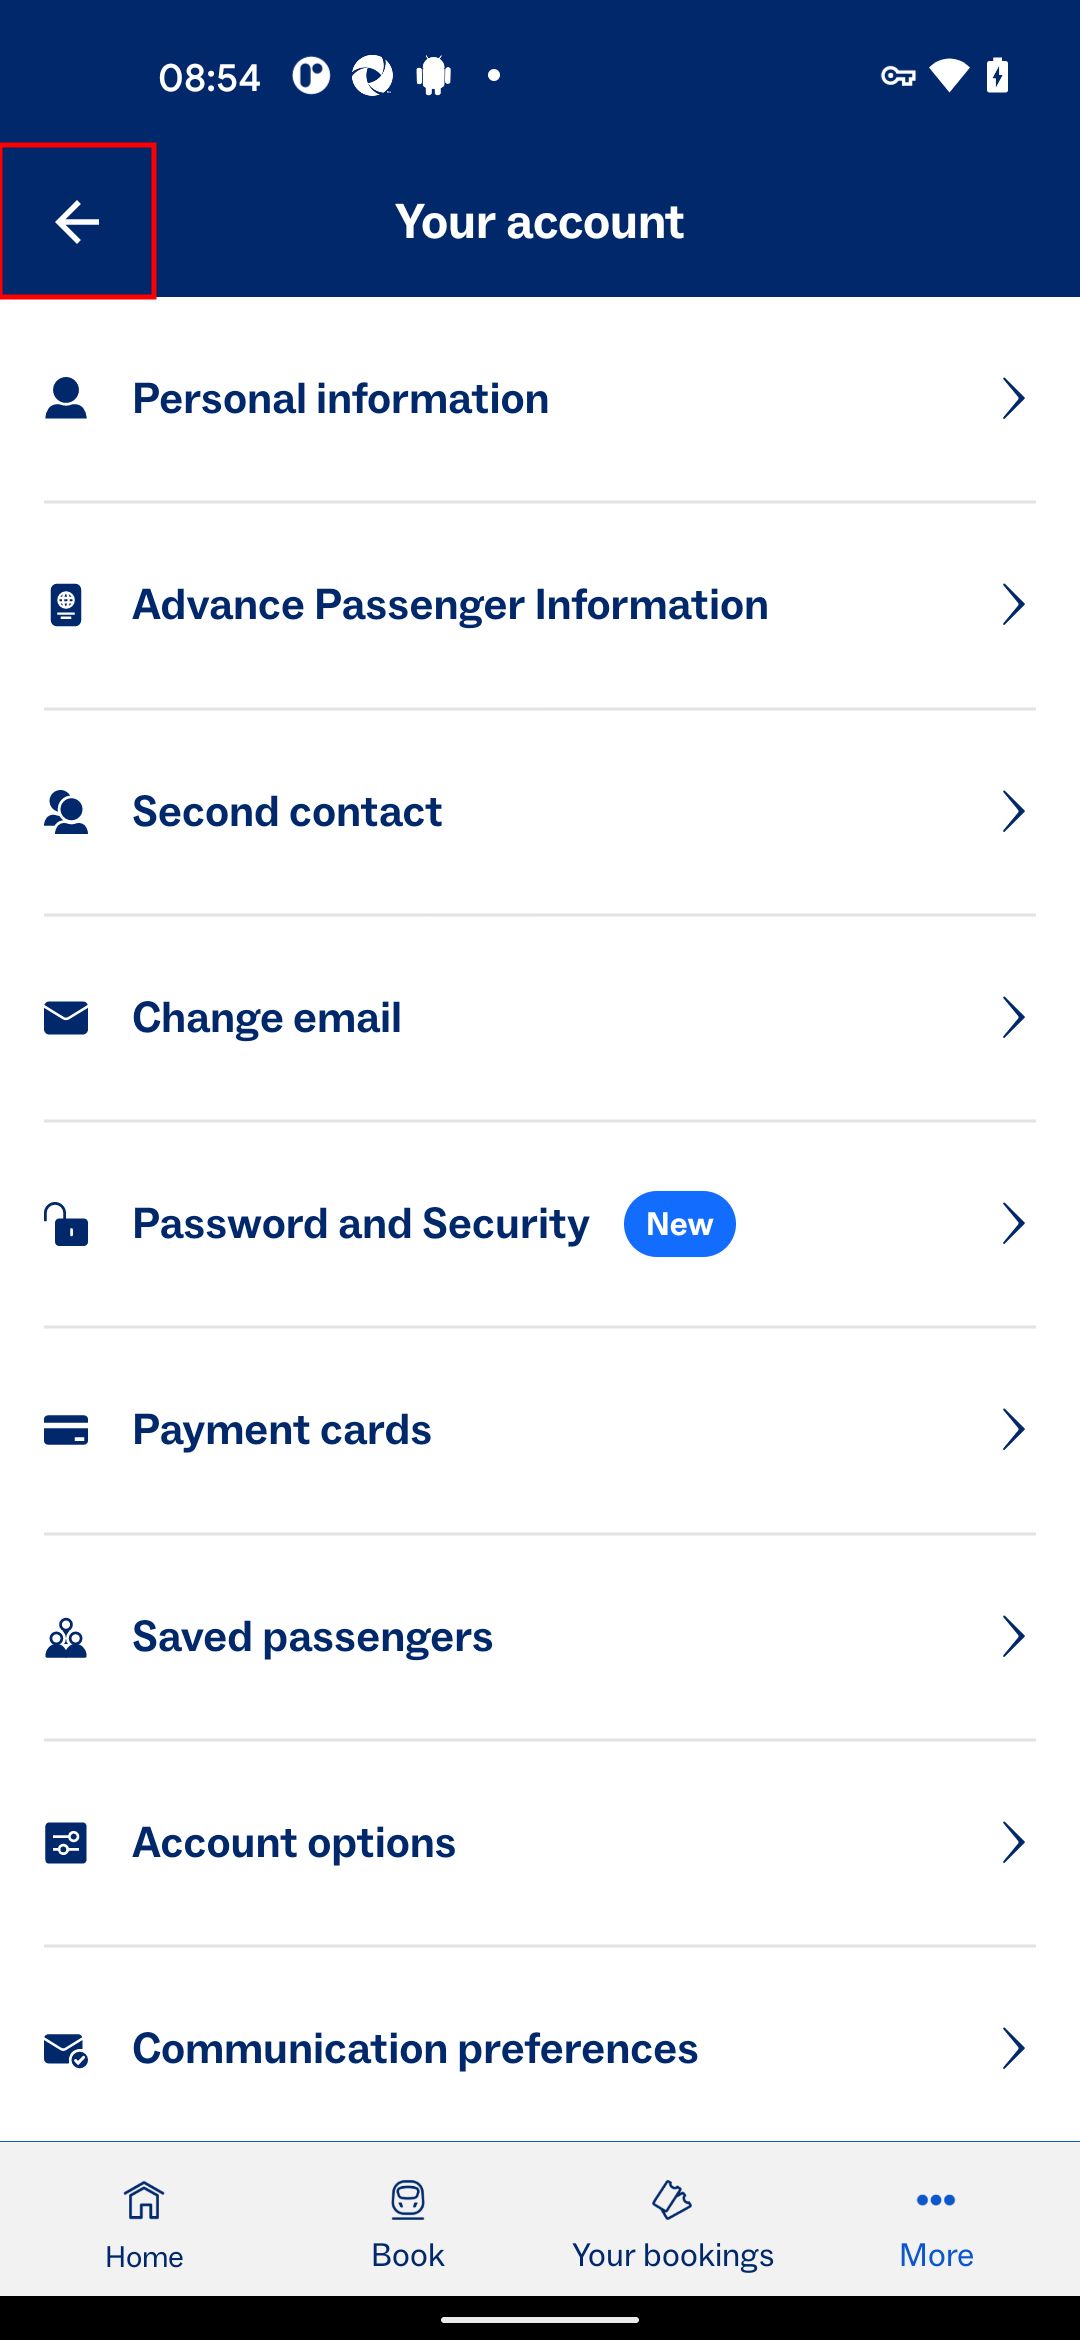 08:54
Your account
Personal information
Advance Passenger Information
Second contact
Change email
Password and Security New
Payment cards
Saved passengers
Account options
Communication preferences
Home Book Your bookings More